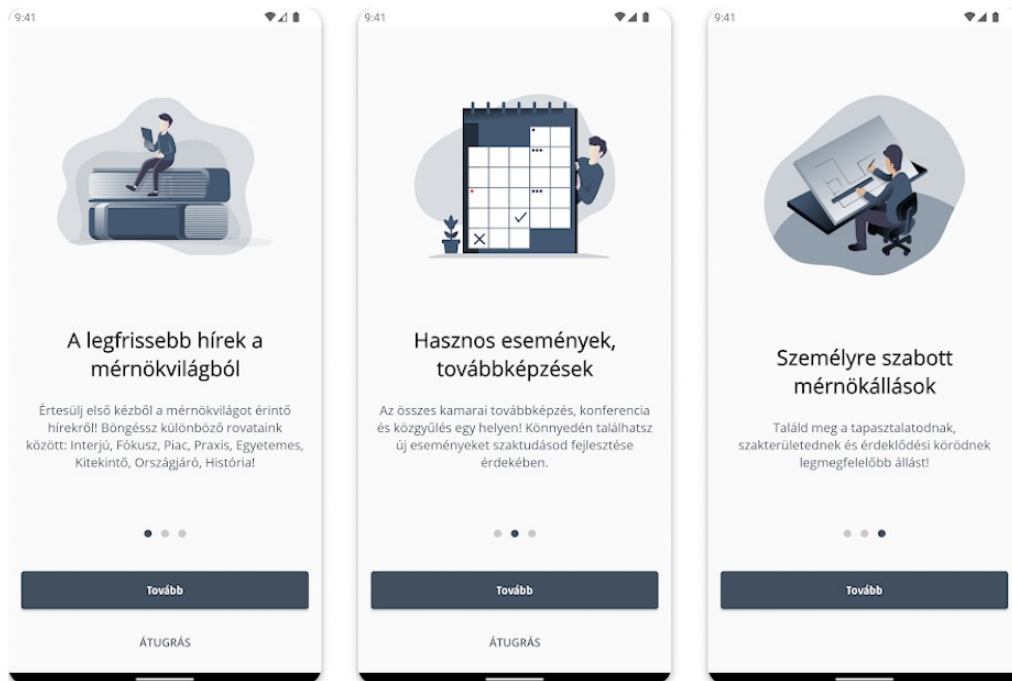 9:41
A legfrissebb hírek a
mérnökvilágból
Értesülj első kézből a mérnökvilágot érintő
hírekről! Böngéssz különböző rovataink
között: Interjú, Fókusz, Piac, Praxis, Egyetemes,
Kitekintő, Országjáró, História!
Tovább
ÁTUGRÁS
9:41
Hasznos események,
továbbképzések
Az összes kamarai továbbképzés, konferencia
és közgyűlés egy helyen! Könnyedén találhatsz
új eseményeket szaktudásod fejlesztése
érdekében.
Tovább
ÁTUGRÁS
9:41
Személyre szabott
mérnökállások
Találd meg a tapasztalatodnak,
szakterületednek és érdeklődési körödnek
legmegfelelőbb állást!
Tovább